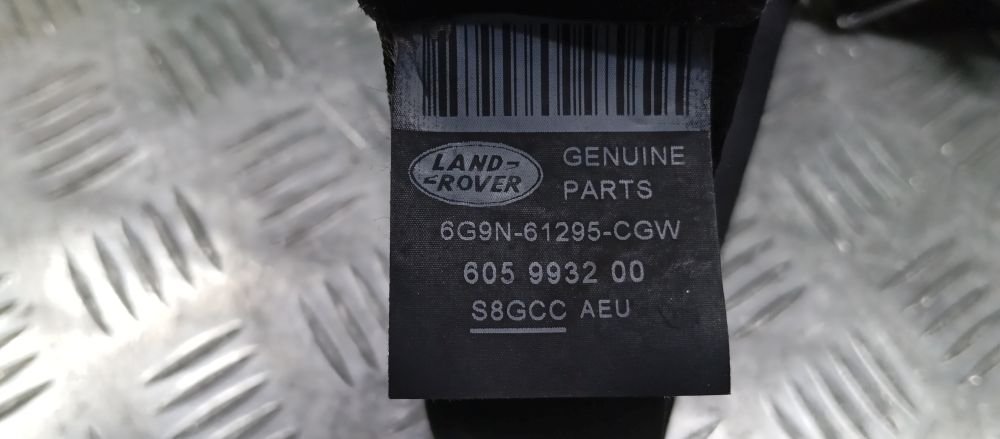 LAND-
-ROVER
GENUINE
PARTS
6G9N-61295-CGW
605 9932 00
S8GCC AEU